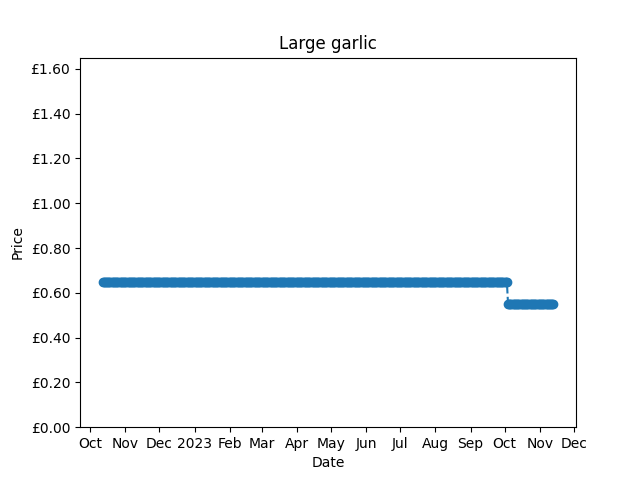 Large garlic
£1.60
£1.40
£1.20
£1.00
£0.80
£0.60
£0.40
£0.20
£0.00
Price
Oct Nov Dec 2023 Feb Mar Apr May Jun Jul Aug Sep Oct Nov Dec
Date